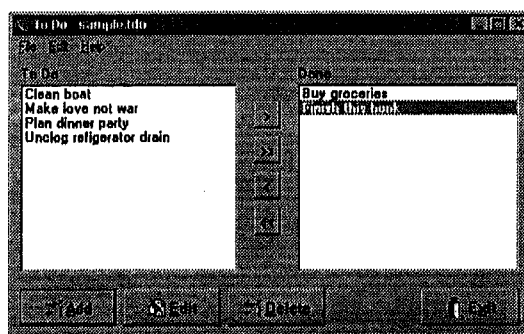 To Do - sample.tdo
File Edit Help
To Do
Done
Clean boat
Make love not war
Plan dinner party
Unclog refigerator drain
Buy groceries
Finish this book
>
>>
<
Add
Edit
Delete
Exit